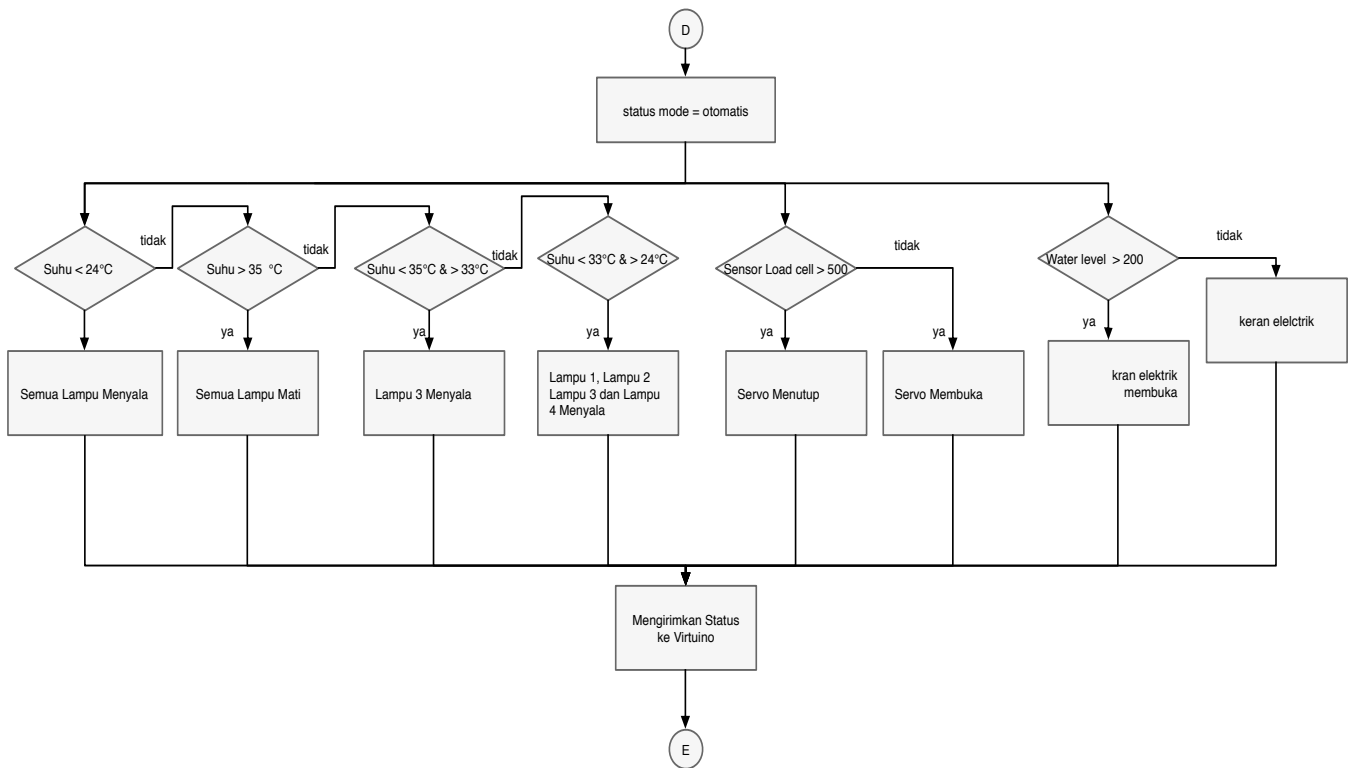 D
status mode = otomatis
Suhu < 24°C
tidak
Suhu > 35 °C
tidak
Suhu < 35°C & > 33°C
tidak
Suhu < 33°C & > 24°C
Sensor Load cell > 500
tidak
Water level > 200
tidak
ya
ya
ya
ya
ya
ya
ya
Semua Lampu Menyala
Semua Lampu Mati
Lampu 3 Menyala
Lampu 1, Lampu 2
Lampu 3 dan Lampu
4 Menyala
Servo Menutup
Servo Membuka
kran elektrik
membuka
keran elelctrik
Mengirimkan Status
ke Virtuino
E